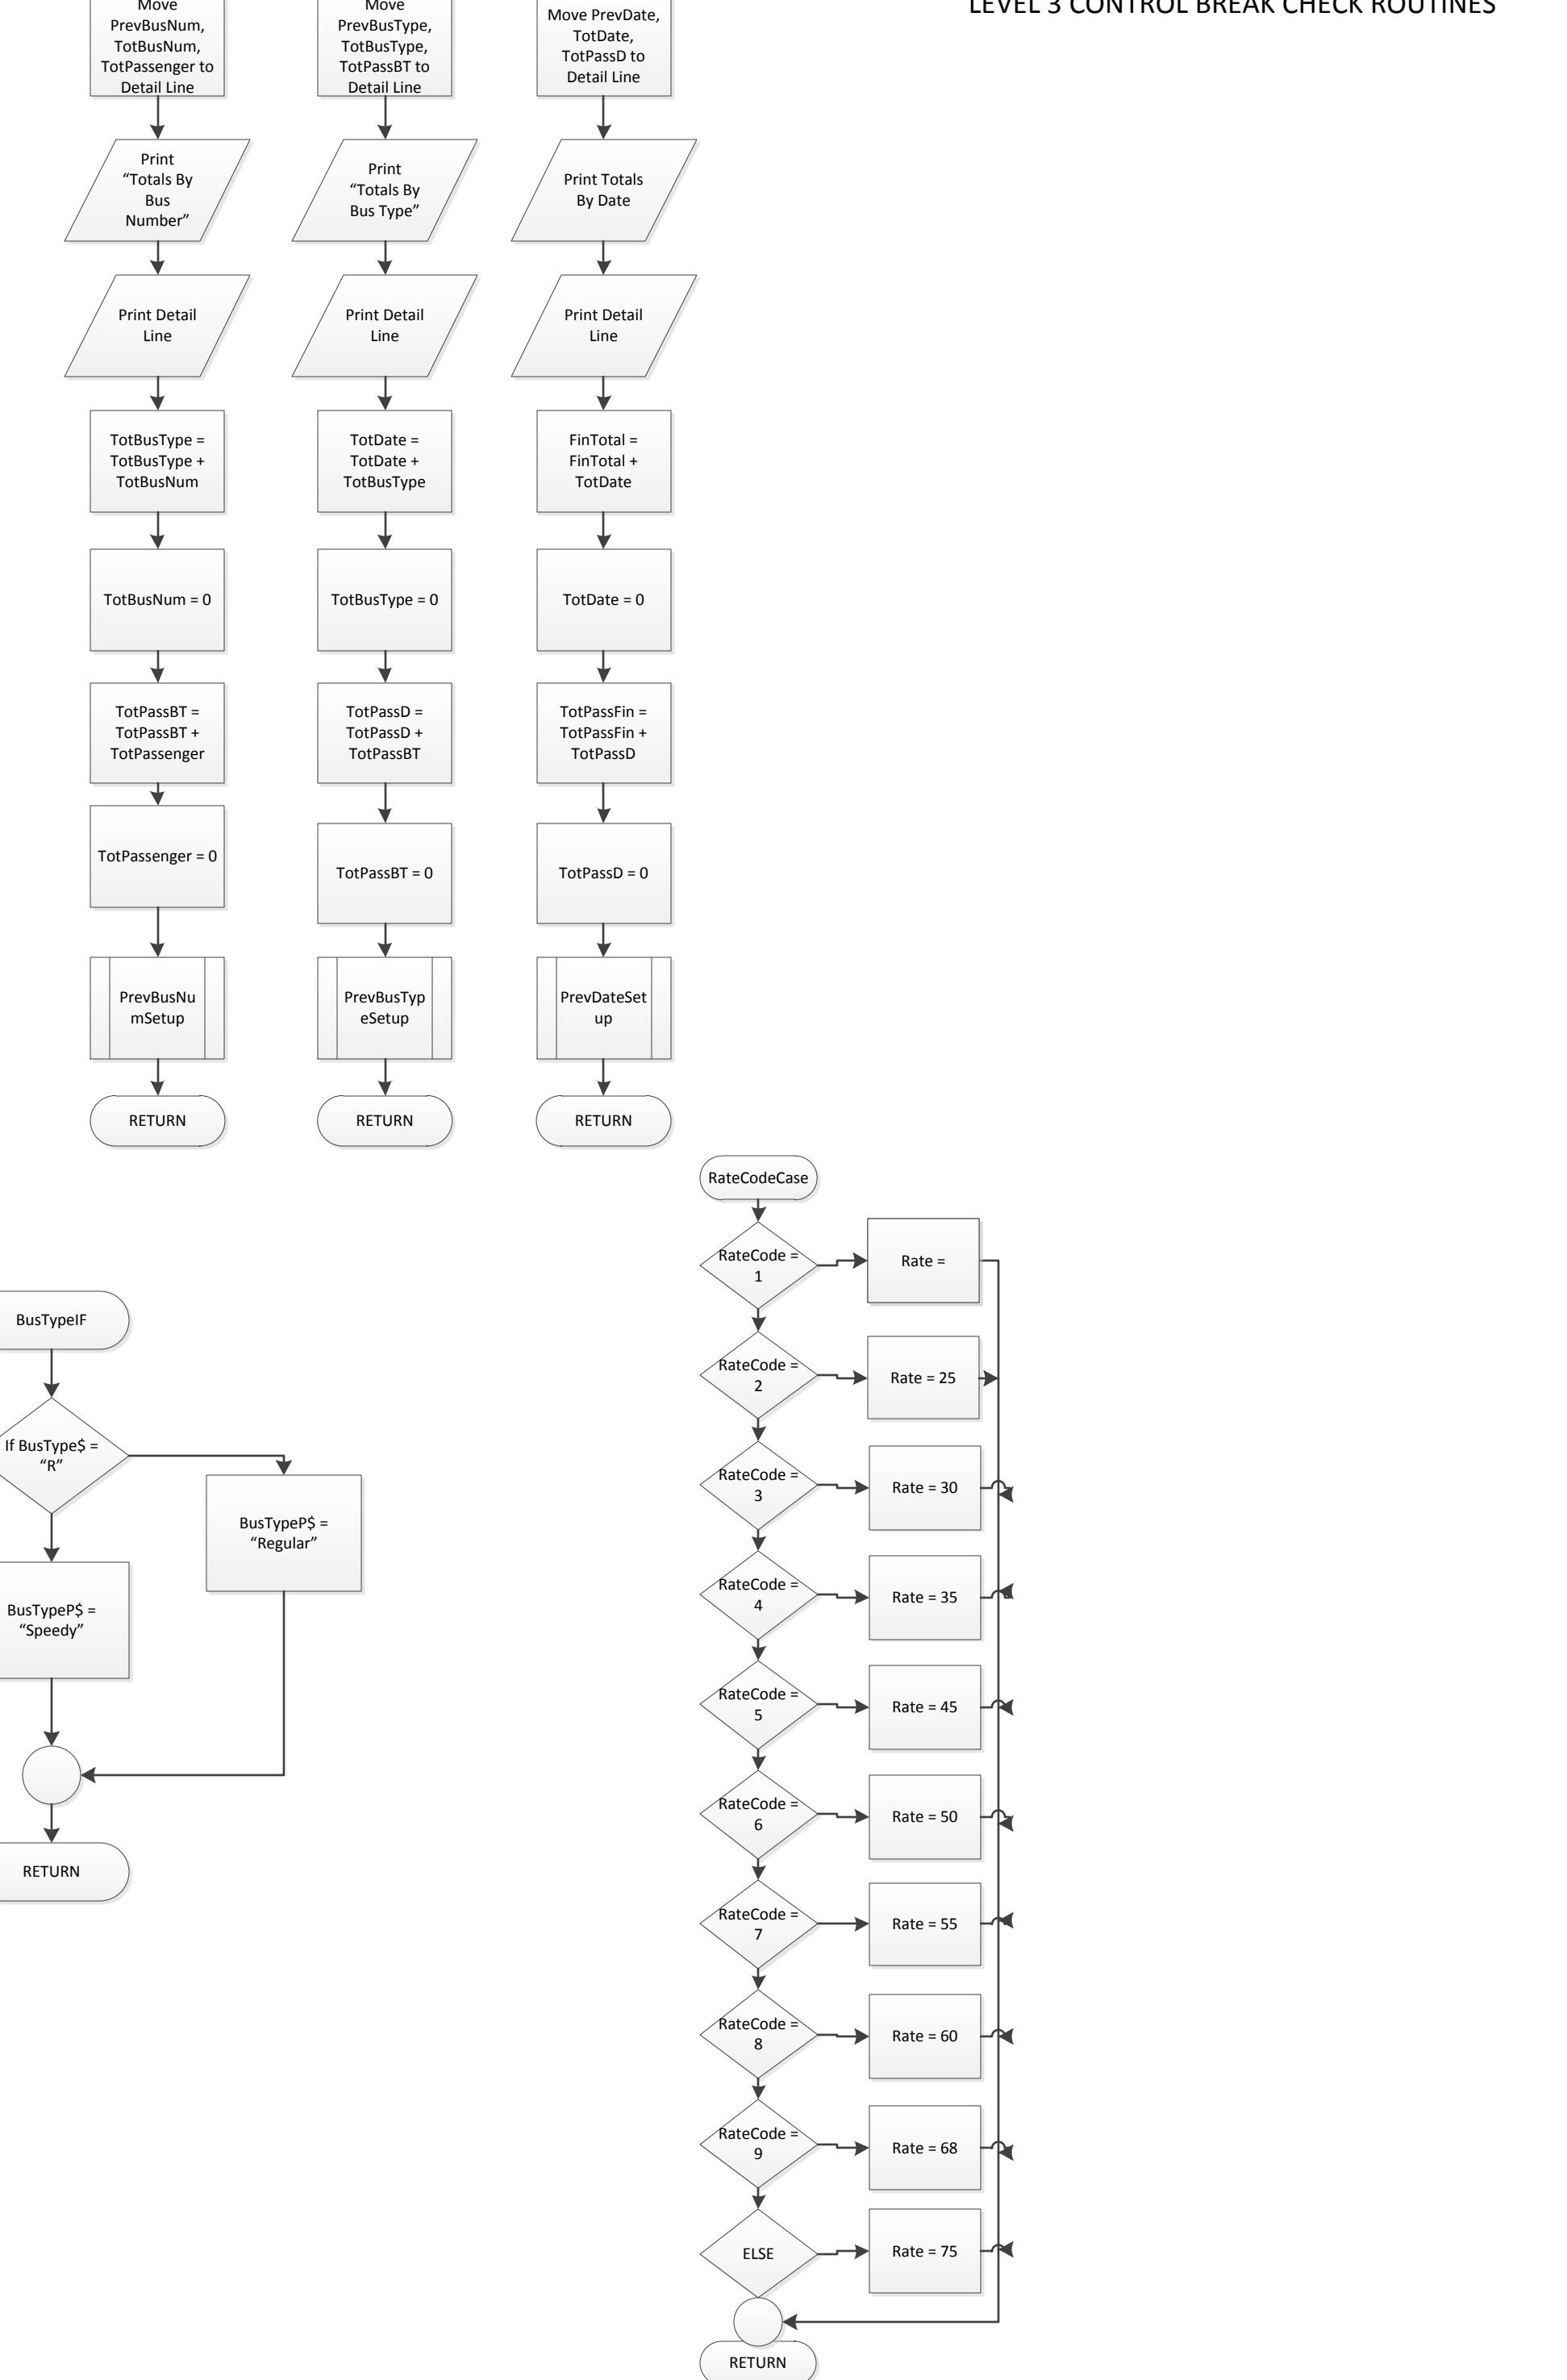 LEVEL 3 CONTROL BREAK CHECK ROUTINES
Move
PrevBusNum,
TotBusNum,
TotPassenger to
Detail Line
Print
“Totals By
Bus
Number”
Print Detail
Line
TotBusType =
TotBusType +
TotBusNum
TotBusNum = 0
TotPassBT =
TotPassBT +
TotPassenger
TotPassenger = 0
PrevBusNu
mSetup
RETURN
Move
PrevBusType,
TotBusType,
TotPassBT to
Detail Line
Print
“Totals By
Bus Type”
Print Detail
Line
TotDate =
TotDate +
TotBusType
TotBusType = 0
TotPassD =
TotPassD +
TotPassBT
TotPassBT = 0
PrevBusTyp
eSetup
RETURN
Move PrevDate,
TotDate,
TotPassD to
Detail Line
Print Totals
By Date
Print Detail
Line
FinTotal =
FinTotal +
TotDate
TotDate = 0
TotPassFin =
TotPassFin +
TotPassD
TotPassD = 0
PrevDateSet
up
RETURN
BusTypeIF
If BusType$ =
“R”
BusTypeP$ =
“Regular”
BusTypeP$ =
“Speedy”
RETURN
RateCodeCase
RateCode =
1
Rate =
RateCode =
2
Rate = 25
RateCode =
3
Rate = 30
RateCode =
4
Rate = 35
RateCode =
5
Rate = 45
RateCode =
6
Rate = 50
RateCode =
7
Rate = 55
RateCode =
8
Rate = 60
RateCode =
9
Rate = 68
ELSE
Rate = 75
RETURN